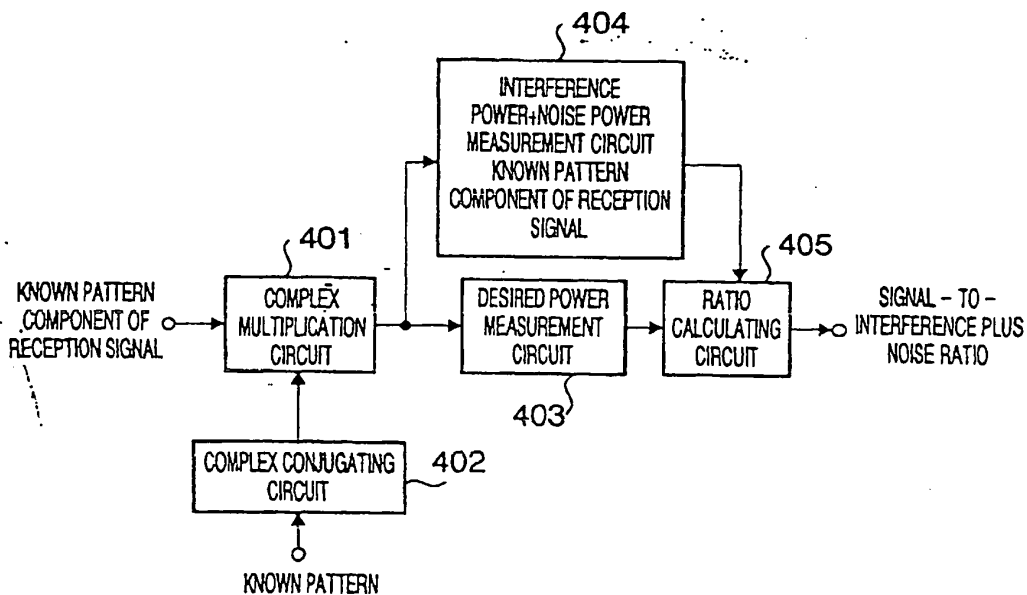 404
INTERFERENCE
POWER+NOISE POWER
MEASUREMENT CIRCUIT
KNOWN PATTERN
COMPONENT OF RECEPTION
SIGNAL
401
405
KNOWN PATTERN
COMPONENT OF
RECEPTION SIGNAL
COMPLEX
MULTIPLICATION
CIRCUIT
DESIRED POWER
MEASUREMENT
CIRCUIT
RATIO
CALCULATING
CIRCUIT
SIGNAL - TO -
INTERFERENCE PLUS
NOISE RATIO
403
COMPLEX CONJUGATING
CIRCUIT
402
KNOWN PATTERN